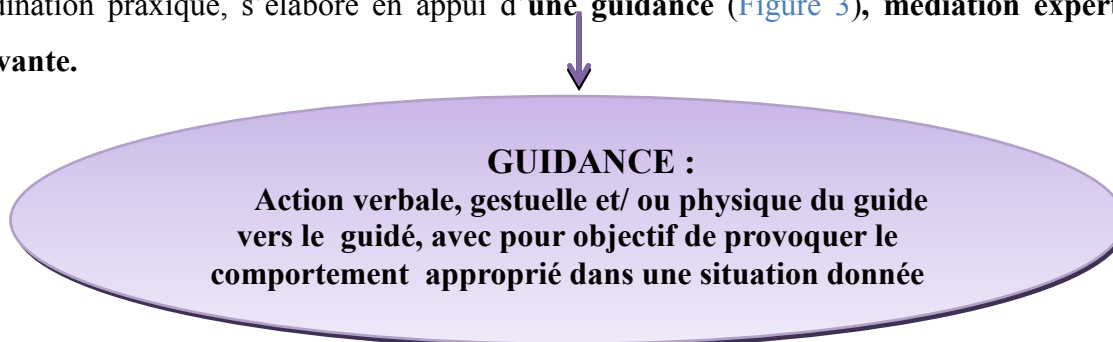 dination praxique, s'élabore en appui d'une guidance (Figure 3), médiation expert
vante.
GUIDANCE :
Action verbale, gestuelle et/ ou physique du guide
vers le guidé, avec pour objectif de provoquer le
comportement approprié dans une situation donnée